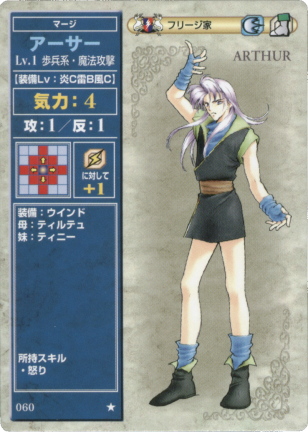 マージ
アーサー
Lv.1 歩兵系・魔法攻撃
【装備Lv：炎C雷B風C】
気力：4
攻：1／反：1
に対して
+1
装備：ウインド
母：ティルテュ
妹：ティニー
所持スキル
・怒り
060
★
フリージ家
ARTHUR